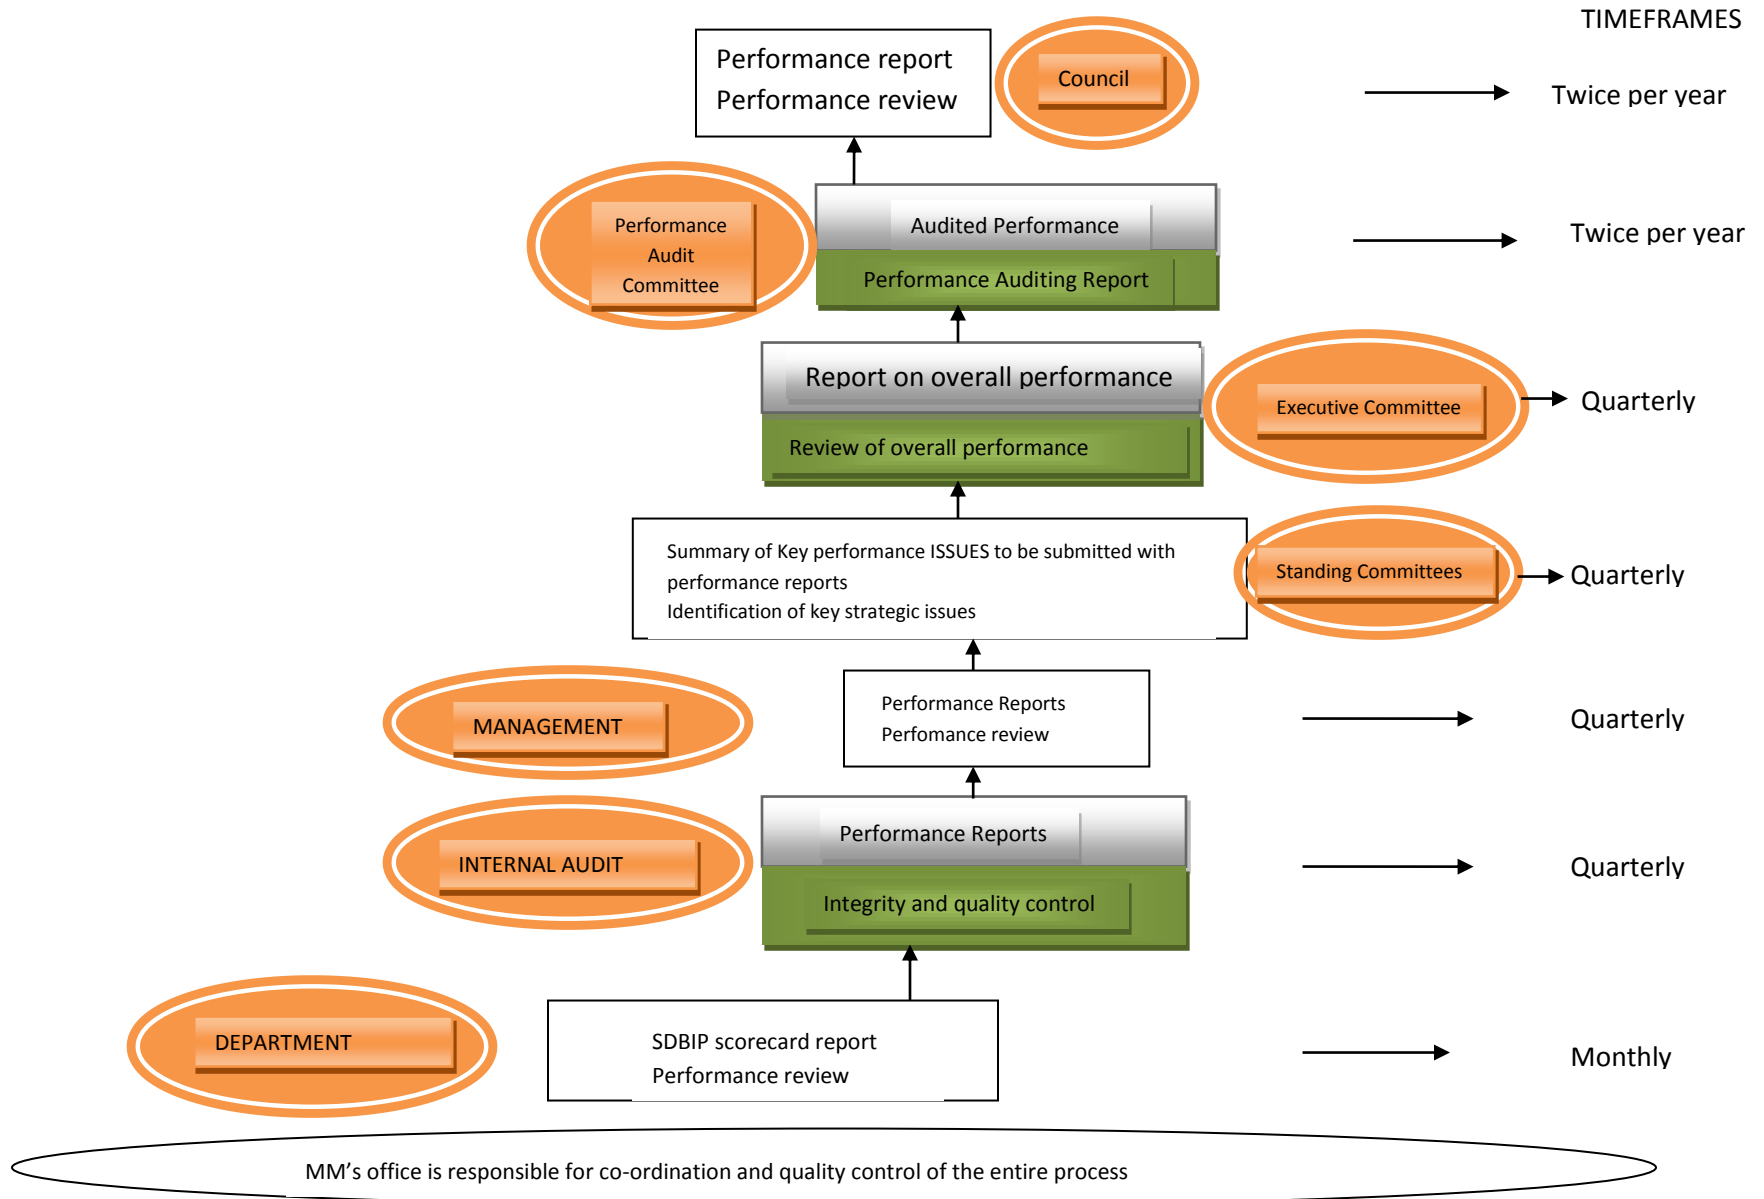 TIMEFRAMES
Performance report
Performance review
Council
Twice per year
Performance
Audit
Committee
Audited Performance
Performance Auditing Report
Twice per year
Report on overall performance
Review of overall performance
Executive Committee
Quarterly
Summary of Key performance ISSUES to be submitted with
performance reports
Identification of key strategic issues
Standing Committees
Quarterly
MANAGEMENT
Performance Reports
Perfomance review
Quarterly
INTERNAL AUDIT
Performance Reports
Integrity and quality control
Quarterly
DEPARTMENT
SDBIP scorecard report
Performance review
Monthly
MM’s office is responsible for co-ordination and quality control of the entire process